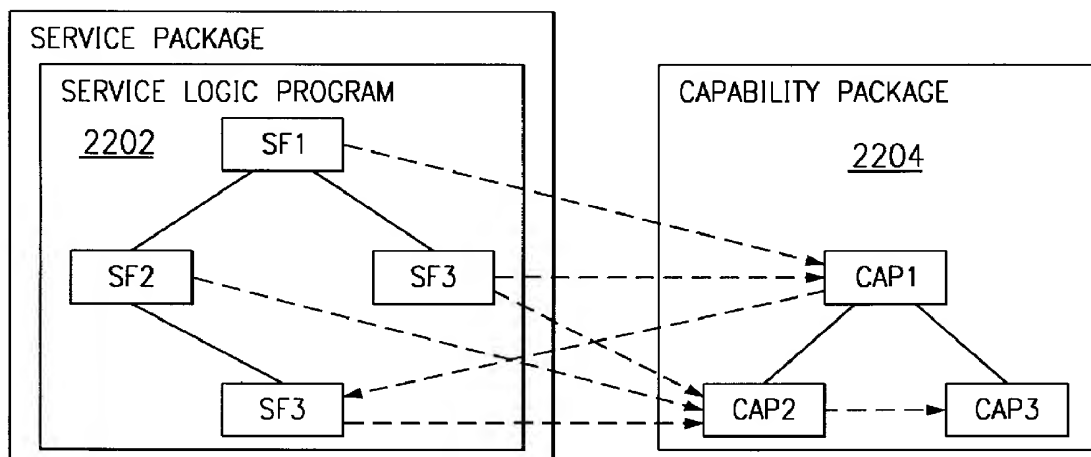 SERVICE PACKAGE
SERVICE LOGIC PROGRAM
2202
SF1
SF2
SF3
SF3
CAPABILITY PACKAGE
2204
CAP1
CAP2
CAP3